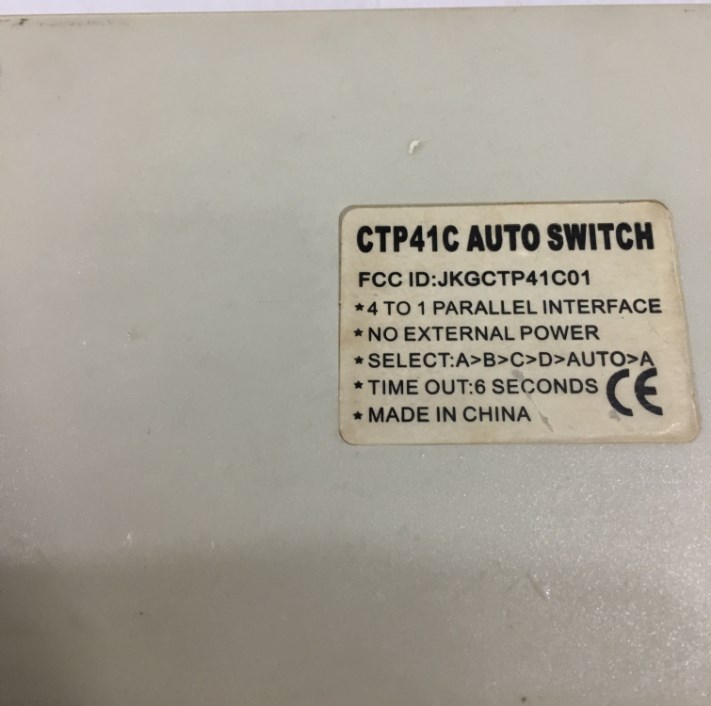 CTP41C AUTO SWITCH
FCC ID:JKGCTP41C01
*4 TO 1 PARALLEL INTERFACE
*NO EXTERNAL POWER
*SELECT:A>B>C>D>AUTO>A
*TIME OUT:6 SECONDS CE
*MADE IN CHINA